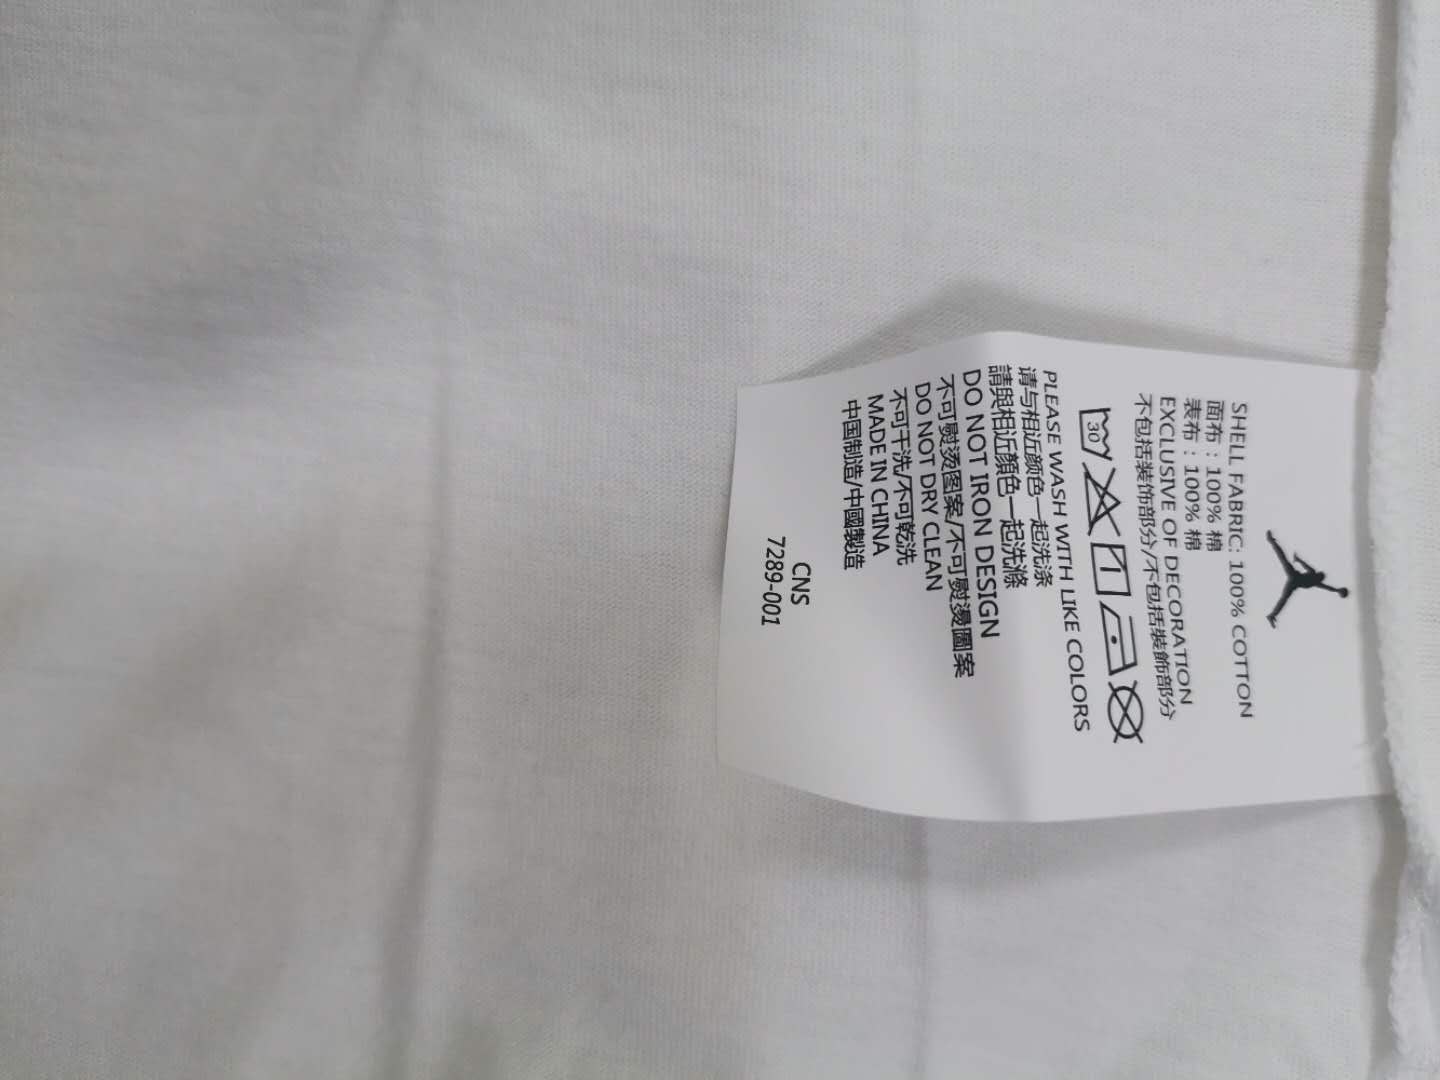 SHELL FABRIC: 100% COTTON
面布：100% 棉
表布：100% 棉
EXCLUSIVE OF DECORATION
不包括装饰部分/不包括裝飾部分
30
PLEASE WASH WITH LIKE COLORS
请与相近颜色一起洗涤
請與相近顏色一起洗滌
DO NOT IRON DESIGN
不可熨烫图案/不可熨燙圖案
DO NOT DRY CLEAN
不可干洗/不可乾洗
MADE IN CHINA
中国制造/中國製造
CNS
7289-001